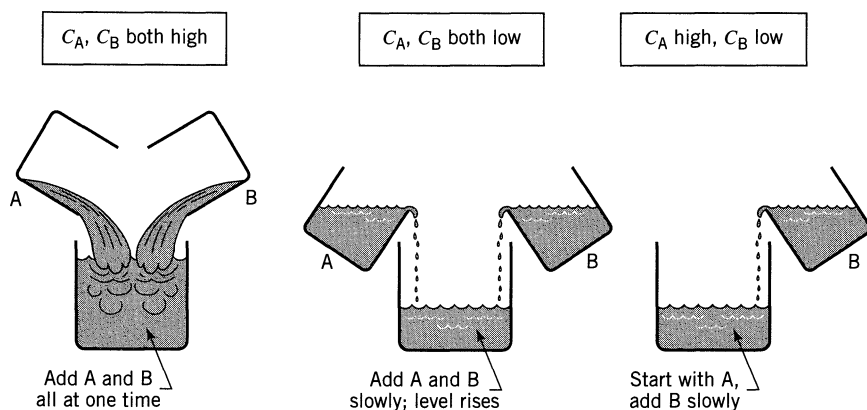 C_A, C_B both high
C_A, C_B both low
C_A high, C_B low
A
B
A
B
B
Add A and B
all at one time
Add A and B
slowly; level rises
Start with A,
add B slowly